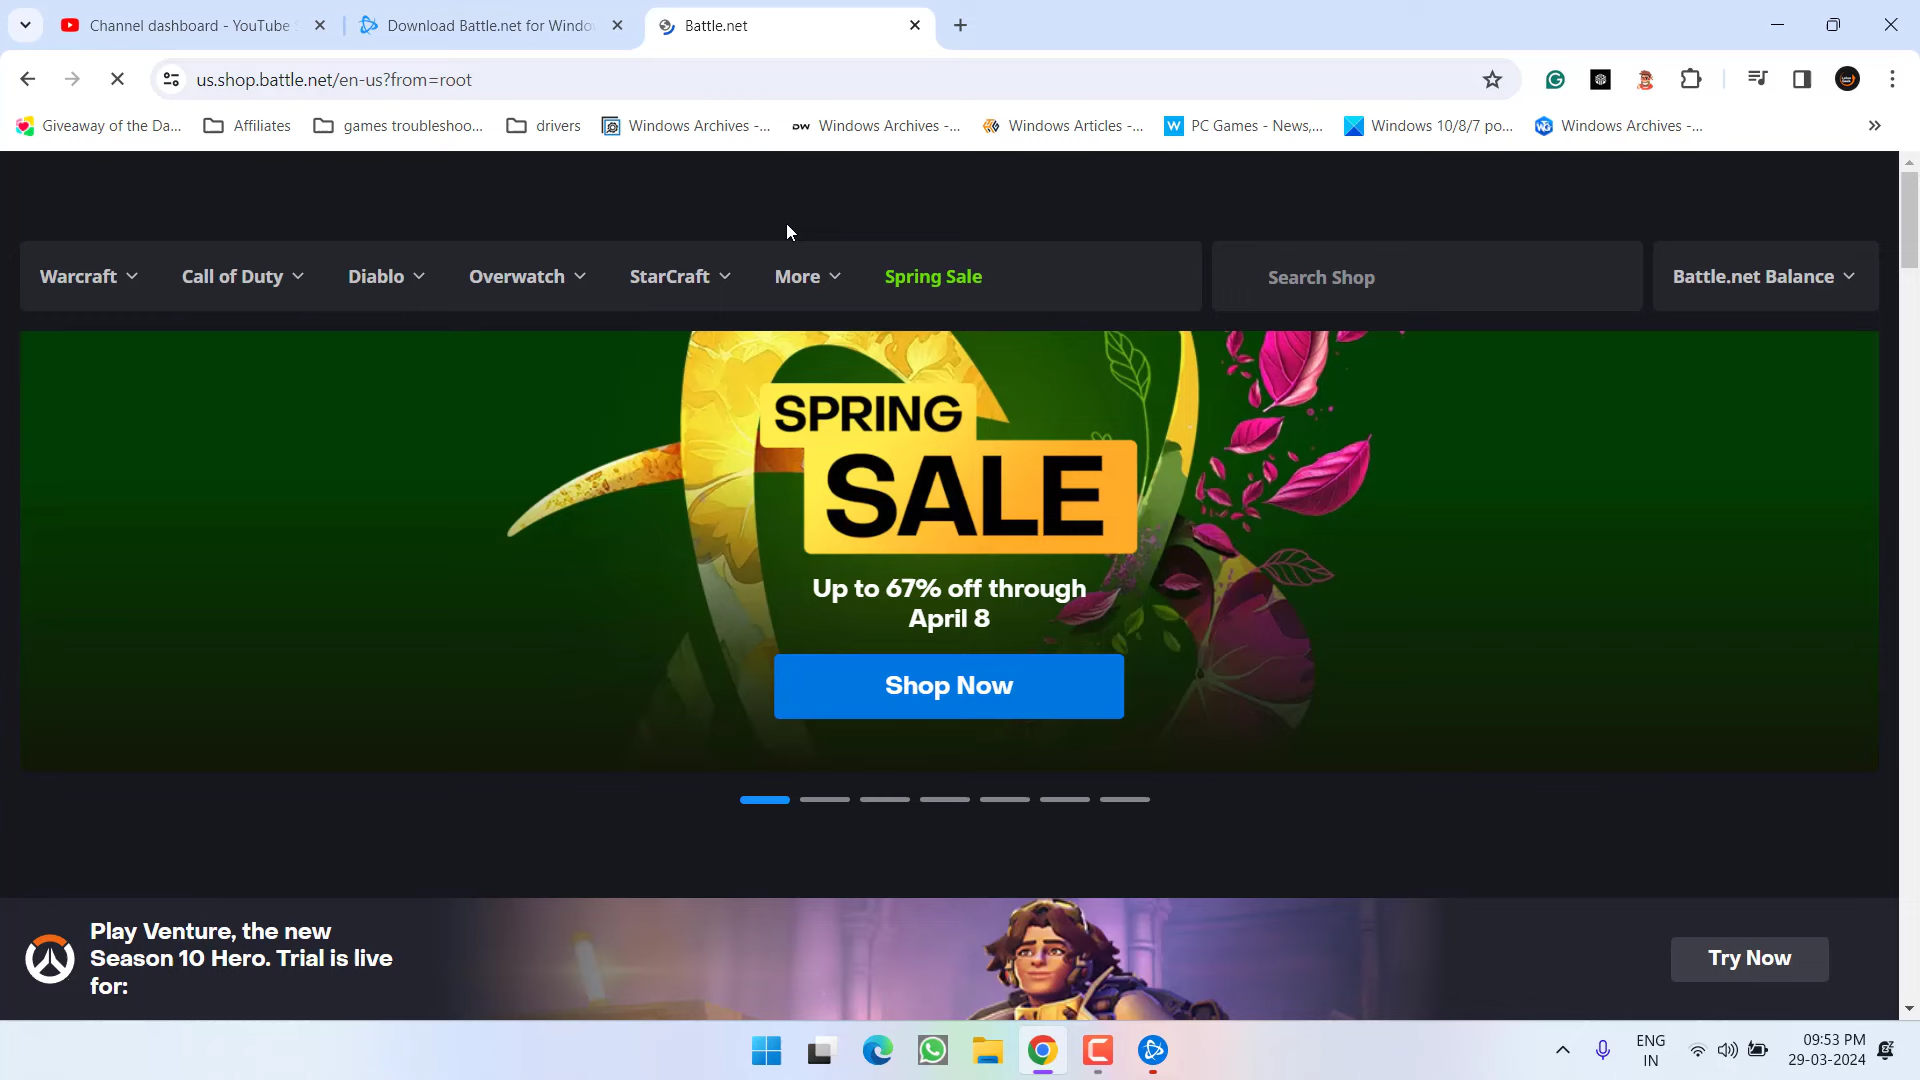 Channel dashboard - YouTube
Download Battle.net for Windo
Battle.net
us.shop.battle.net/en-us?from=root
Giveaway of the Da...
Affiliates
games troubleshoo...
drivers
Windows Archives -...
DW
Windows Archives -...
Windows Articles -...
W
PC Games - News,...
Windows 10/8/7 po...
Windows Archives -...
Warcraft
Call of Duty
Diablo
Overwatch
StarCraft
More
Spring Sale
Search Shop
Battle.net Balance
SPRING
SALE
Up to 67% off through
April 8
Shop Now
Play Venture, the new
Season 10 Hero. Trial is live
for:
Try Now
ENG
IN
09:53 PM
29-03-2024